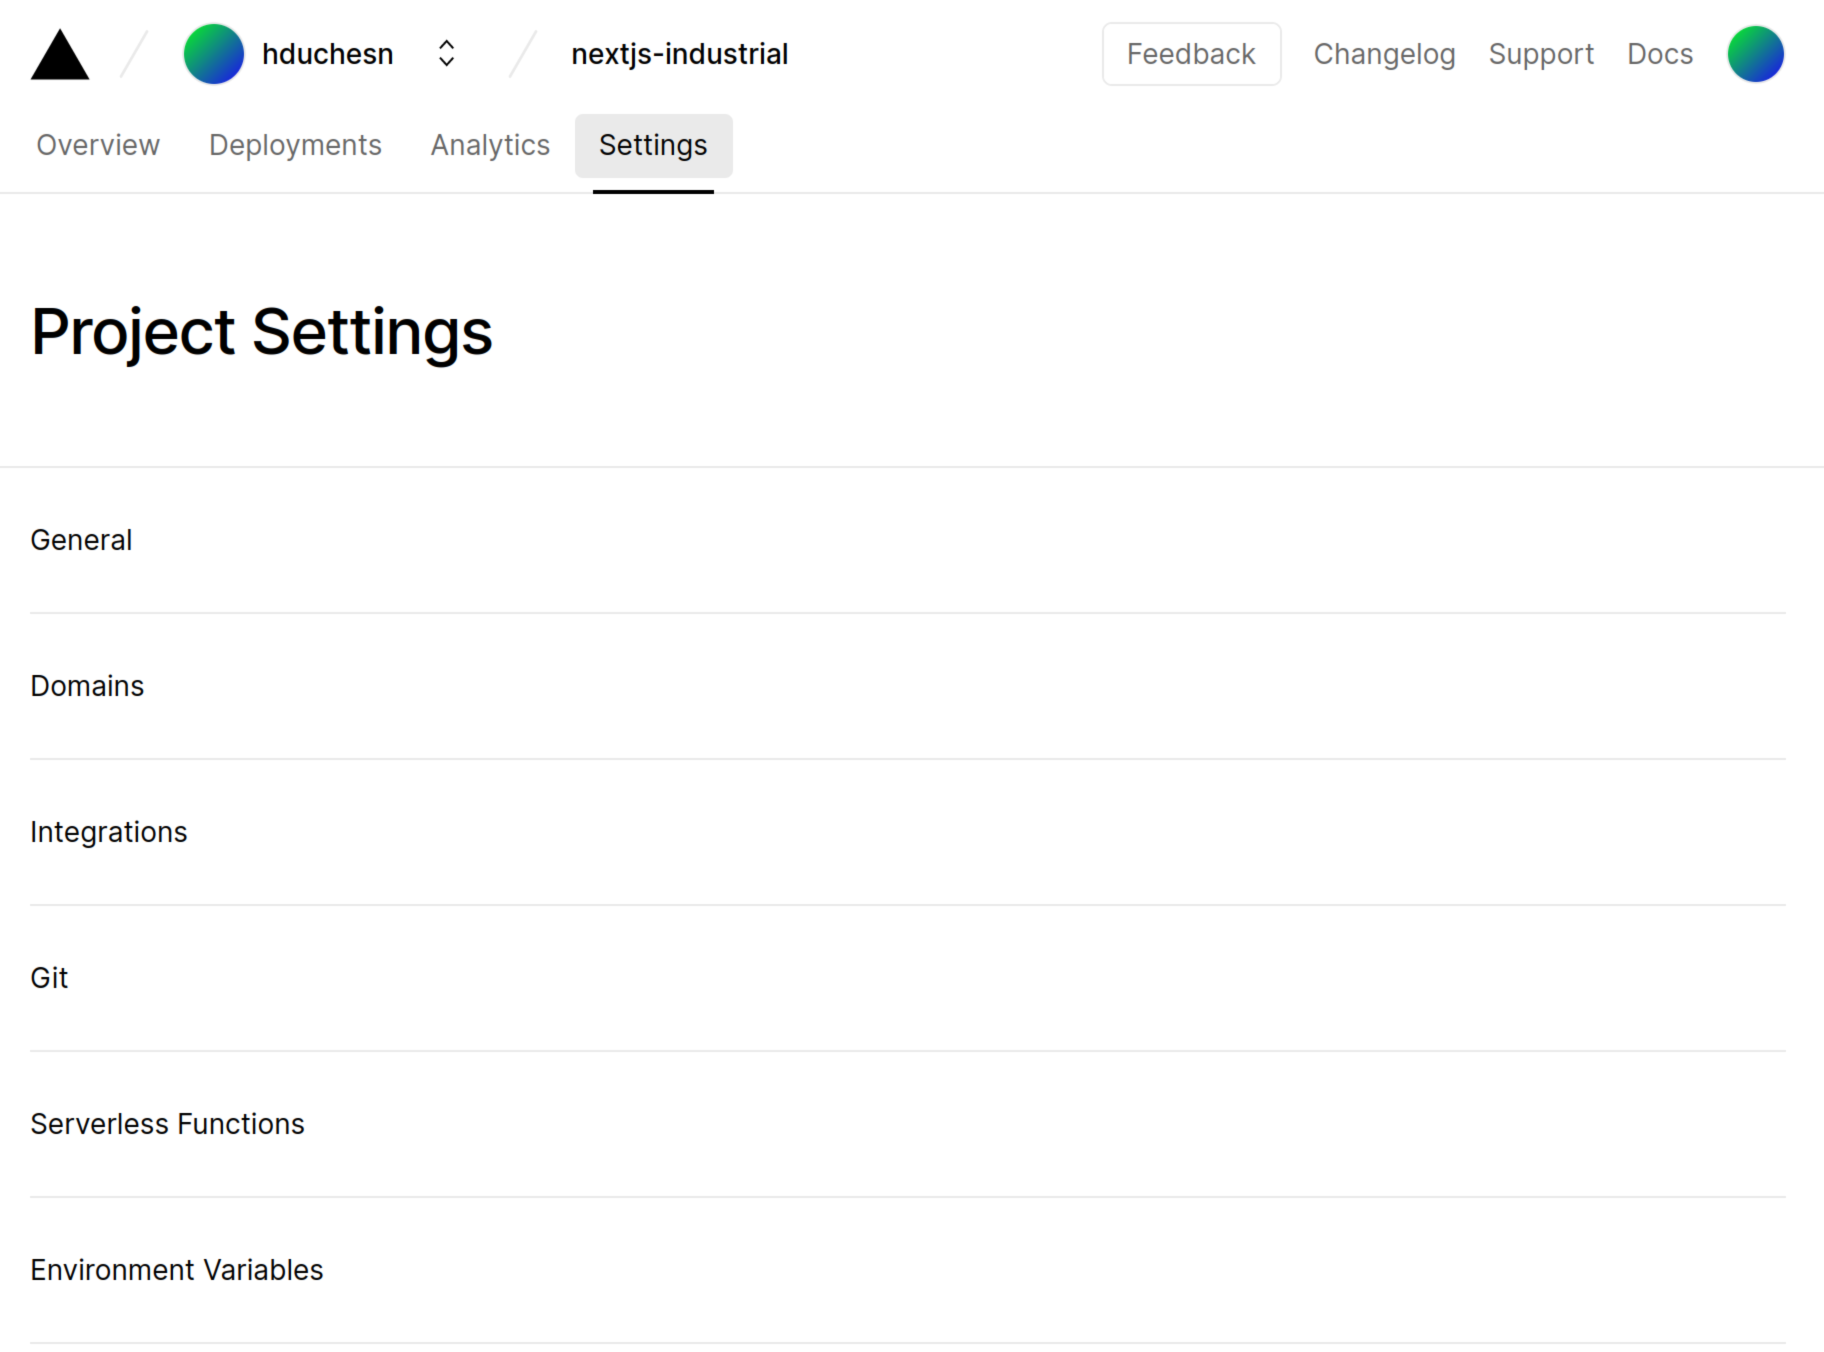 hduchesn nextjs-industrial Feedback Changelog Support Docs
Overview Deployments Analytics Settings
Project Settings
General
Domains
Integrations
Git
Serverless Functions
Environment Variables